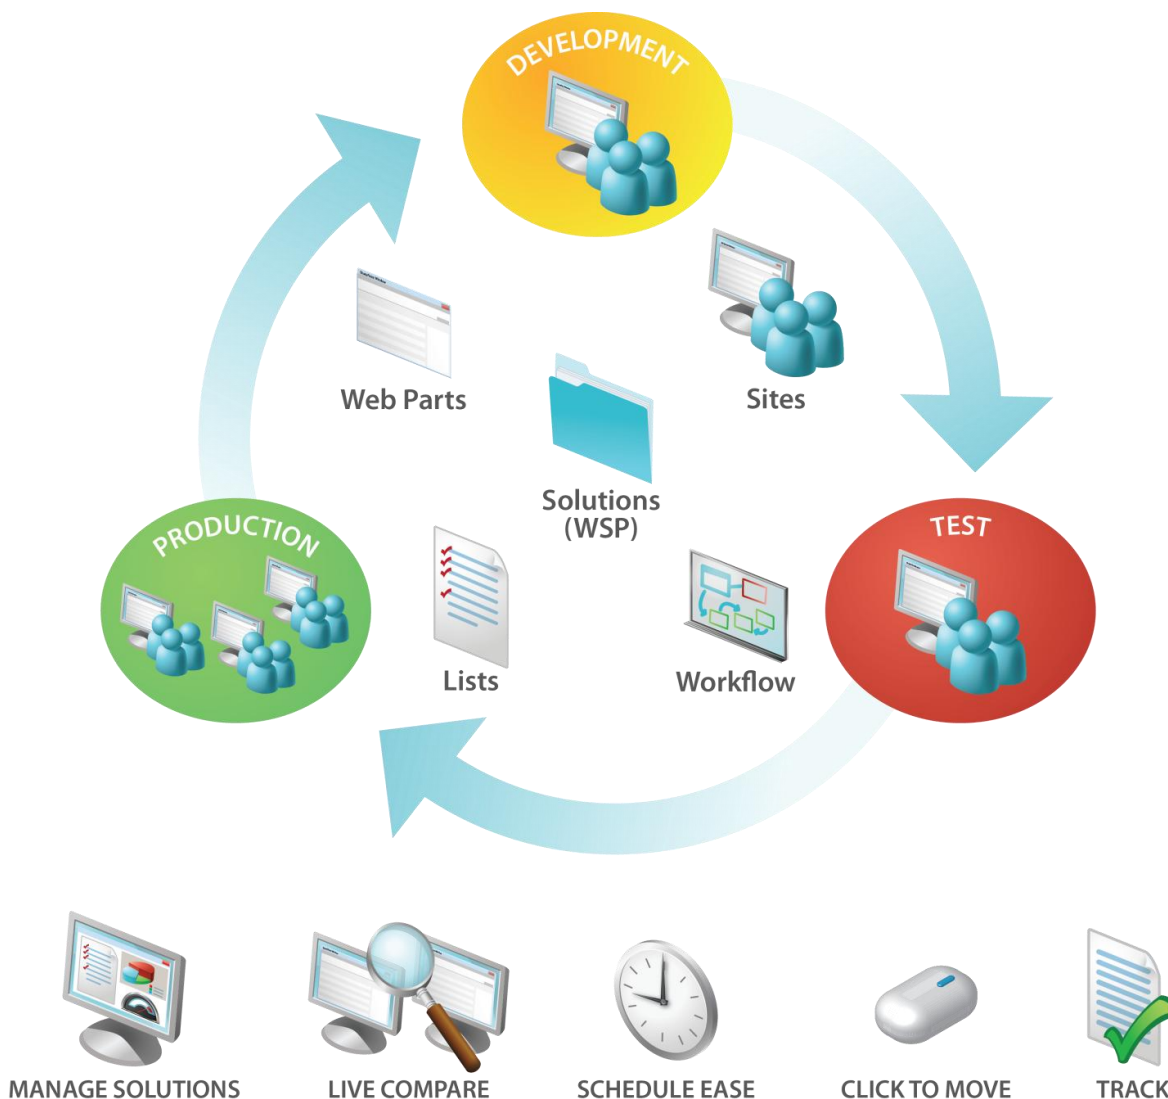 DEVELOPMENT
Web Parts
Sites
Solutions
(WSP)
PRODUCTION
TEST
Lists
Workflow
MANAGE SOLUTIONS
LIVE COMPARE
SCHEDULE EASE
CLICK TO MOVE
TRACK